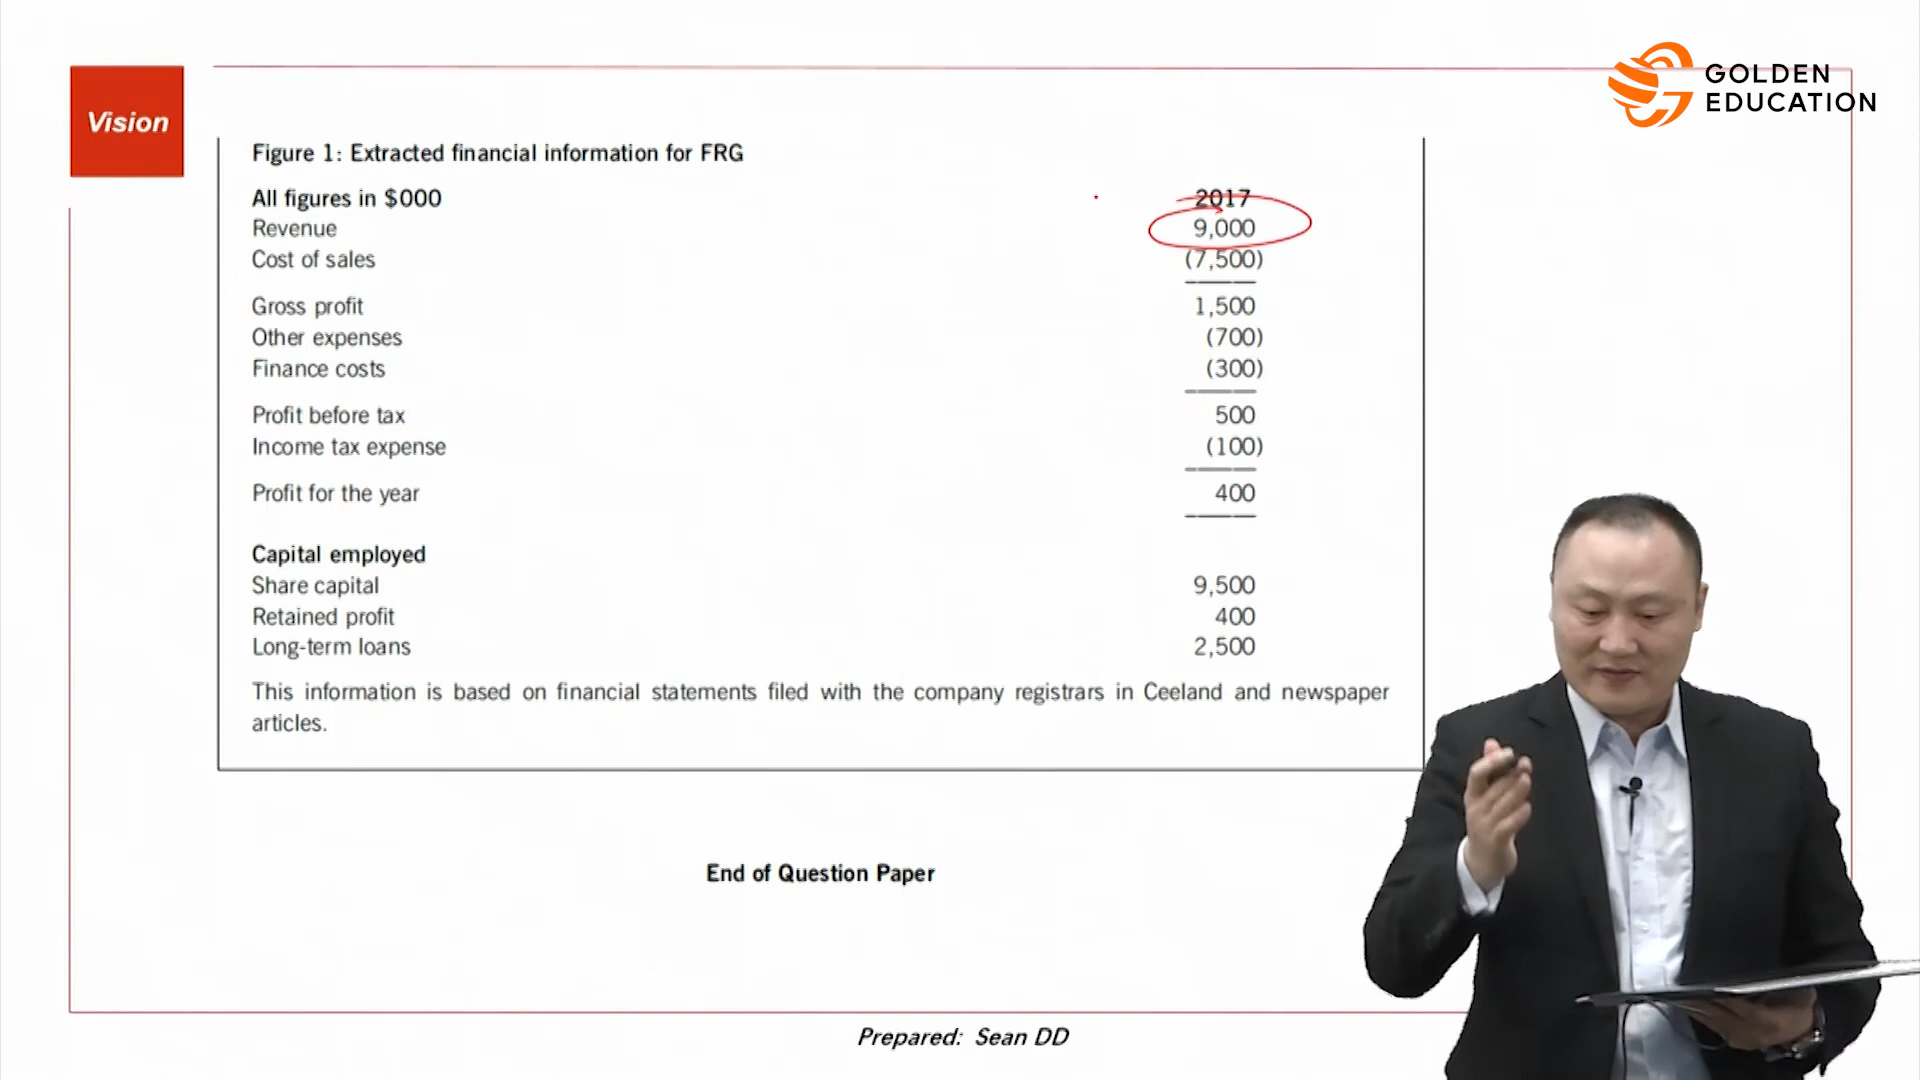 GOLDEN
EDUCATION
Vision
Figure 1: Extracted financial information for FRG
All figures in $000 2017
Revenue 9,000
Cost of sales (7,500)
Gross profit 1,500
Other expenses (700)
Finance costs (300)
Profit before tax 500
Income tax expense (100)
Profit for the year 400
Capital employed
Share capital 9,500
Retained profit 400
Long-term loans 2,500
This information is based on financial statements filed with the company registrars in Ceeland and newspaper
articles.
End of Question Paper
Prepared: Sean DD